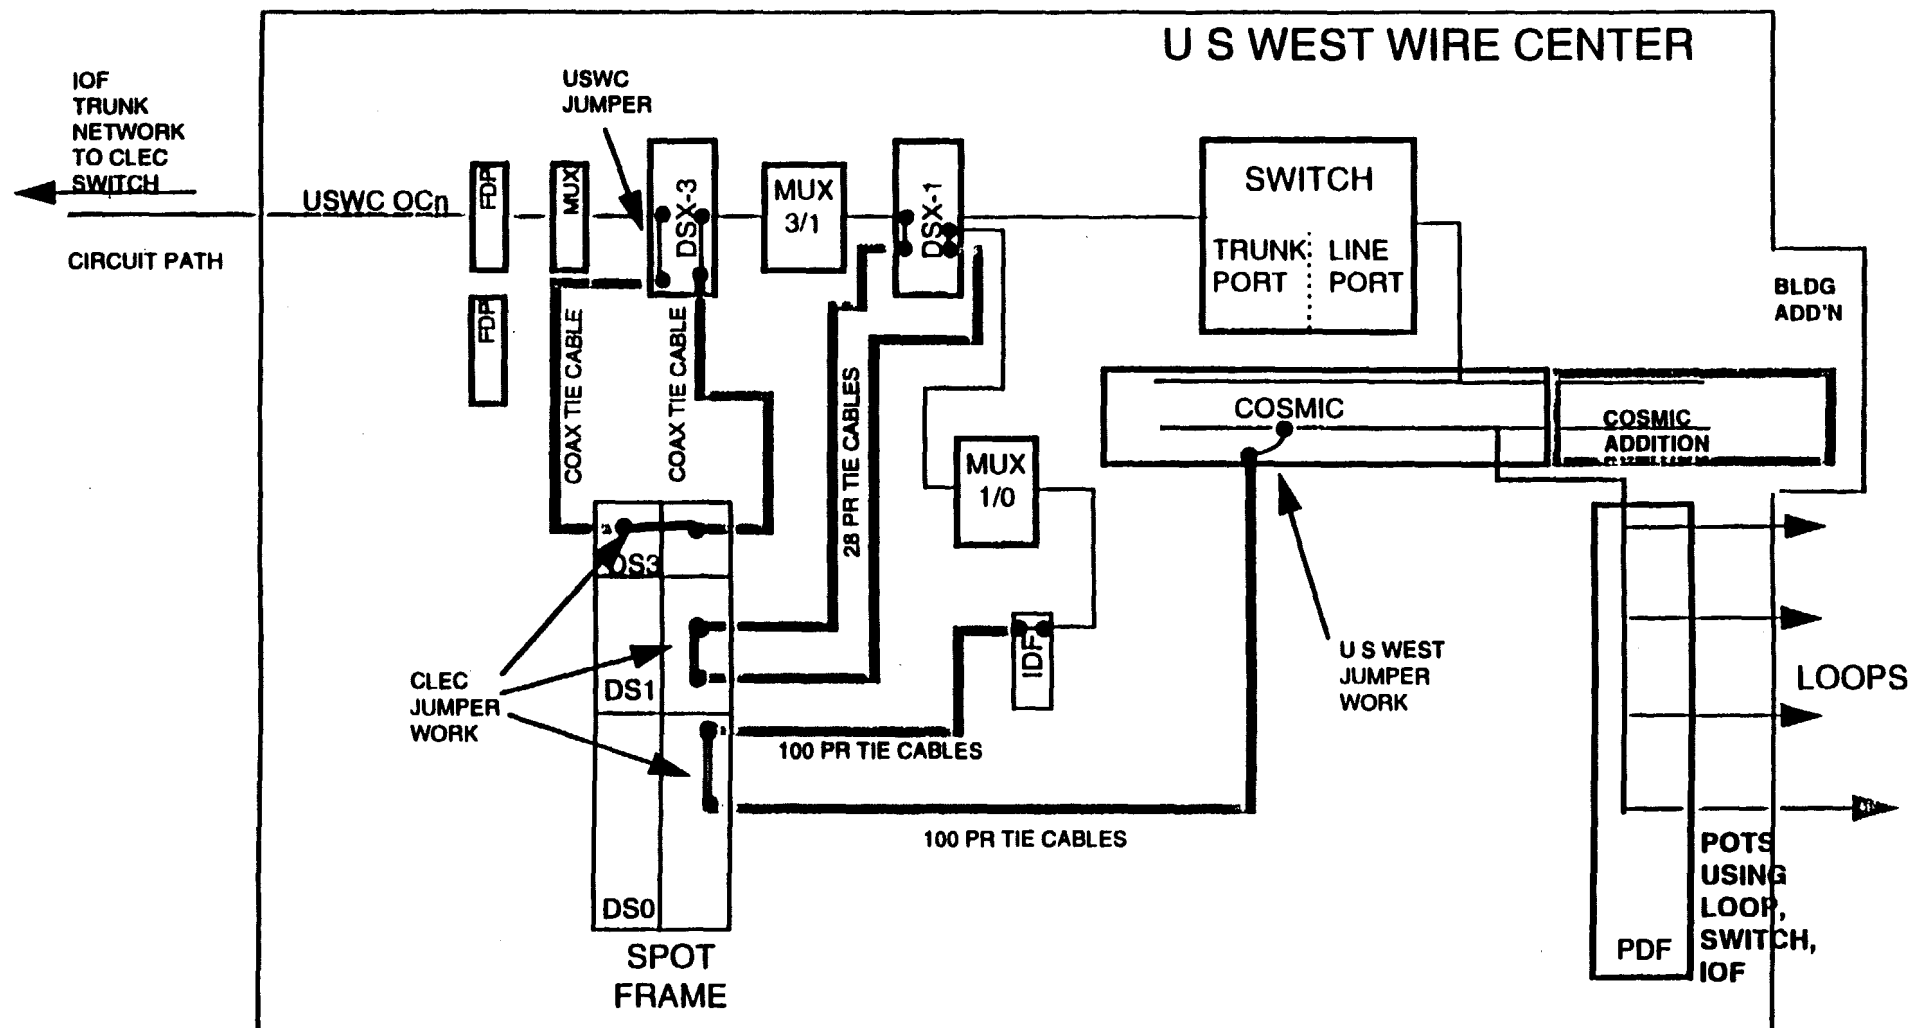 U S WEST WIRE CENTER
IOF
TRUNK
NETWORK
TO CLEC
SWITCH
USWC
JUMPER
USWC OCn
CIRCUIT PATH
FDP
MUX
DSX-3
MUX
3/1
DSX-1
SWITCH
TRUNK
PORT
LINE
PORT
BLDG
ADD'N
FDP
COAX TIE CABLE
COAX TIE CABLE
28 PR TIE CABLES
COSMIC
COSMIC
ADDITION
MUX
1/0
DS3
IDF
CLEC
JUMPER
WORK
DS1
U S WEST
JUMPER
WORK
LOOPS
100 PR TIE CABLES
100 PR TIE CABLES
DS0
SPOT
FRAME
PDF
POTS
USING
LOOP,
SWITCH,
IOF